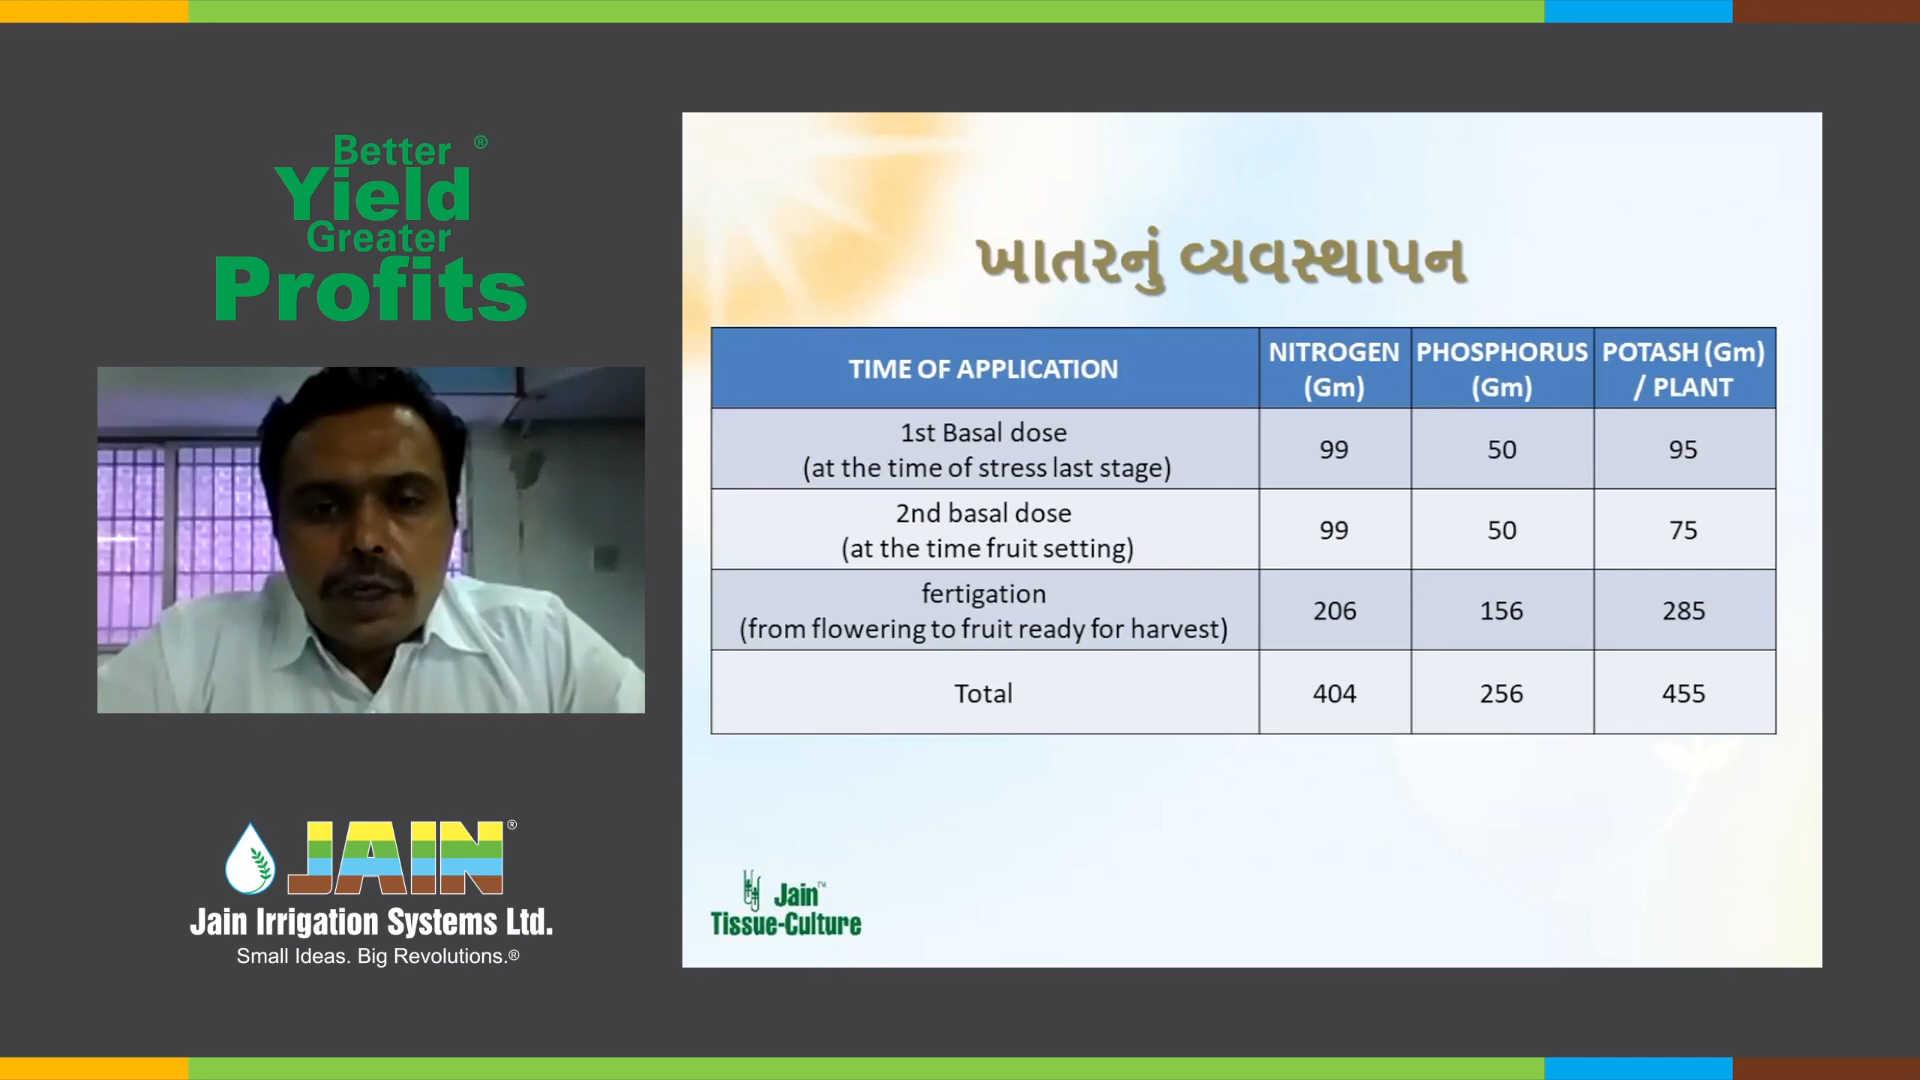 Better ®
Yield
Greater
Profits
JAIN®
Jain Irrigation Systems Ltd.
Small Ideas. Big Revolutions.®
ખાતરનું વ્યવસ્થાપન
TIME OF APPLICATION NITROGEN (Gm) PHOSPHORUS (Gm) POTASH (Gm) / PLANT
1st Basal dose
(at the time of stress last stage) 99 50 95
2nd basal dose
(at the time fruit setting) 99 50 75
fertigation
(from flowering to fruit ready for harvest) 206 156 285
Total 404 256 455
Jain™
Tissue-Culture